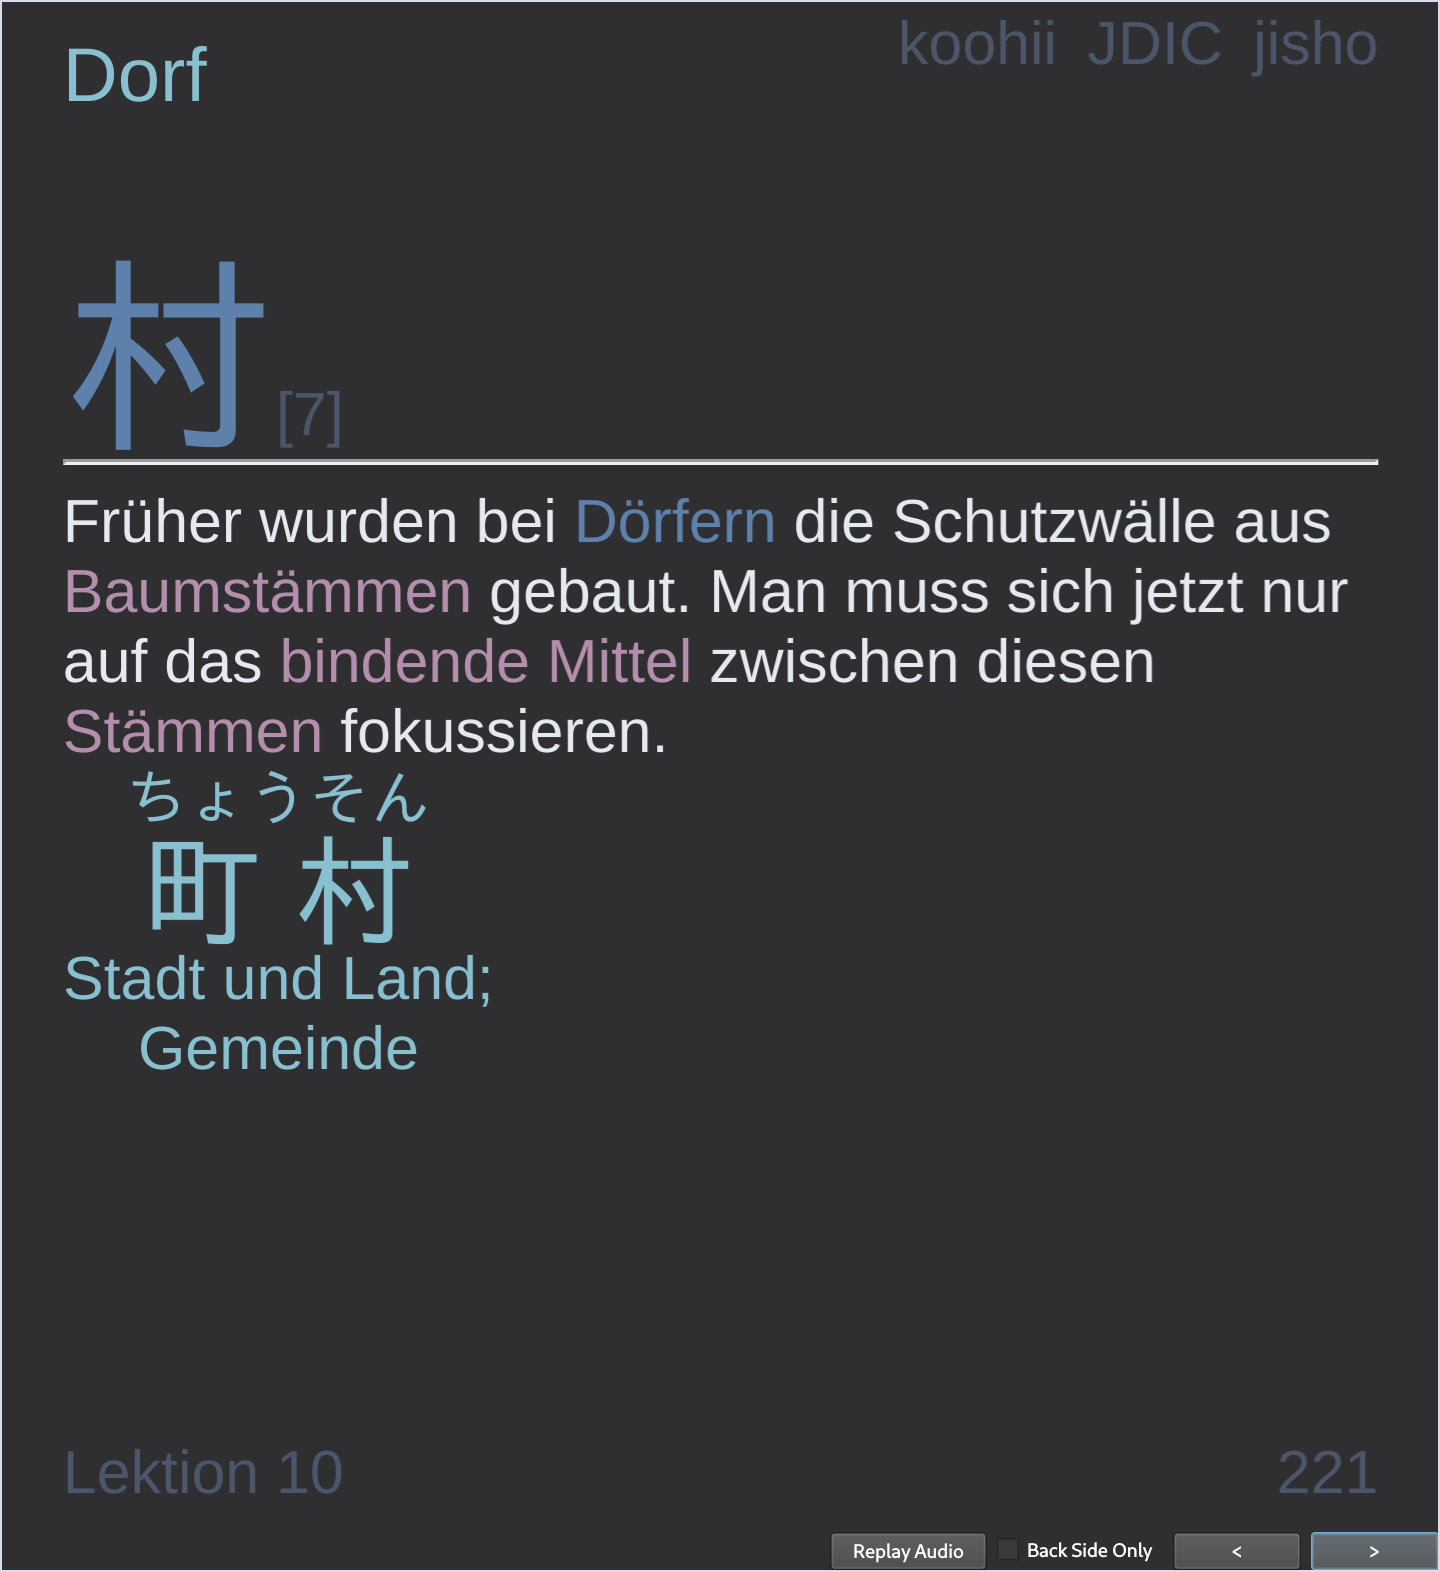 Dorf
koohii JDIC jisho
村 [7]
Früher wurden bei Dörfern die Schutzwälle aus
Baumstämmen gebaut. Man muss sich jetzt nur
auf das bindende Mittel zwischen diesen
Stämmen fokussieren.
ちょうそん
町村
Stadt und Land;
Gemeinde
Lektion 10
221
Replay Audio
Back Side Only
<
>